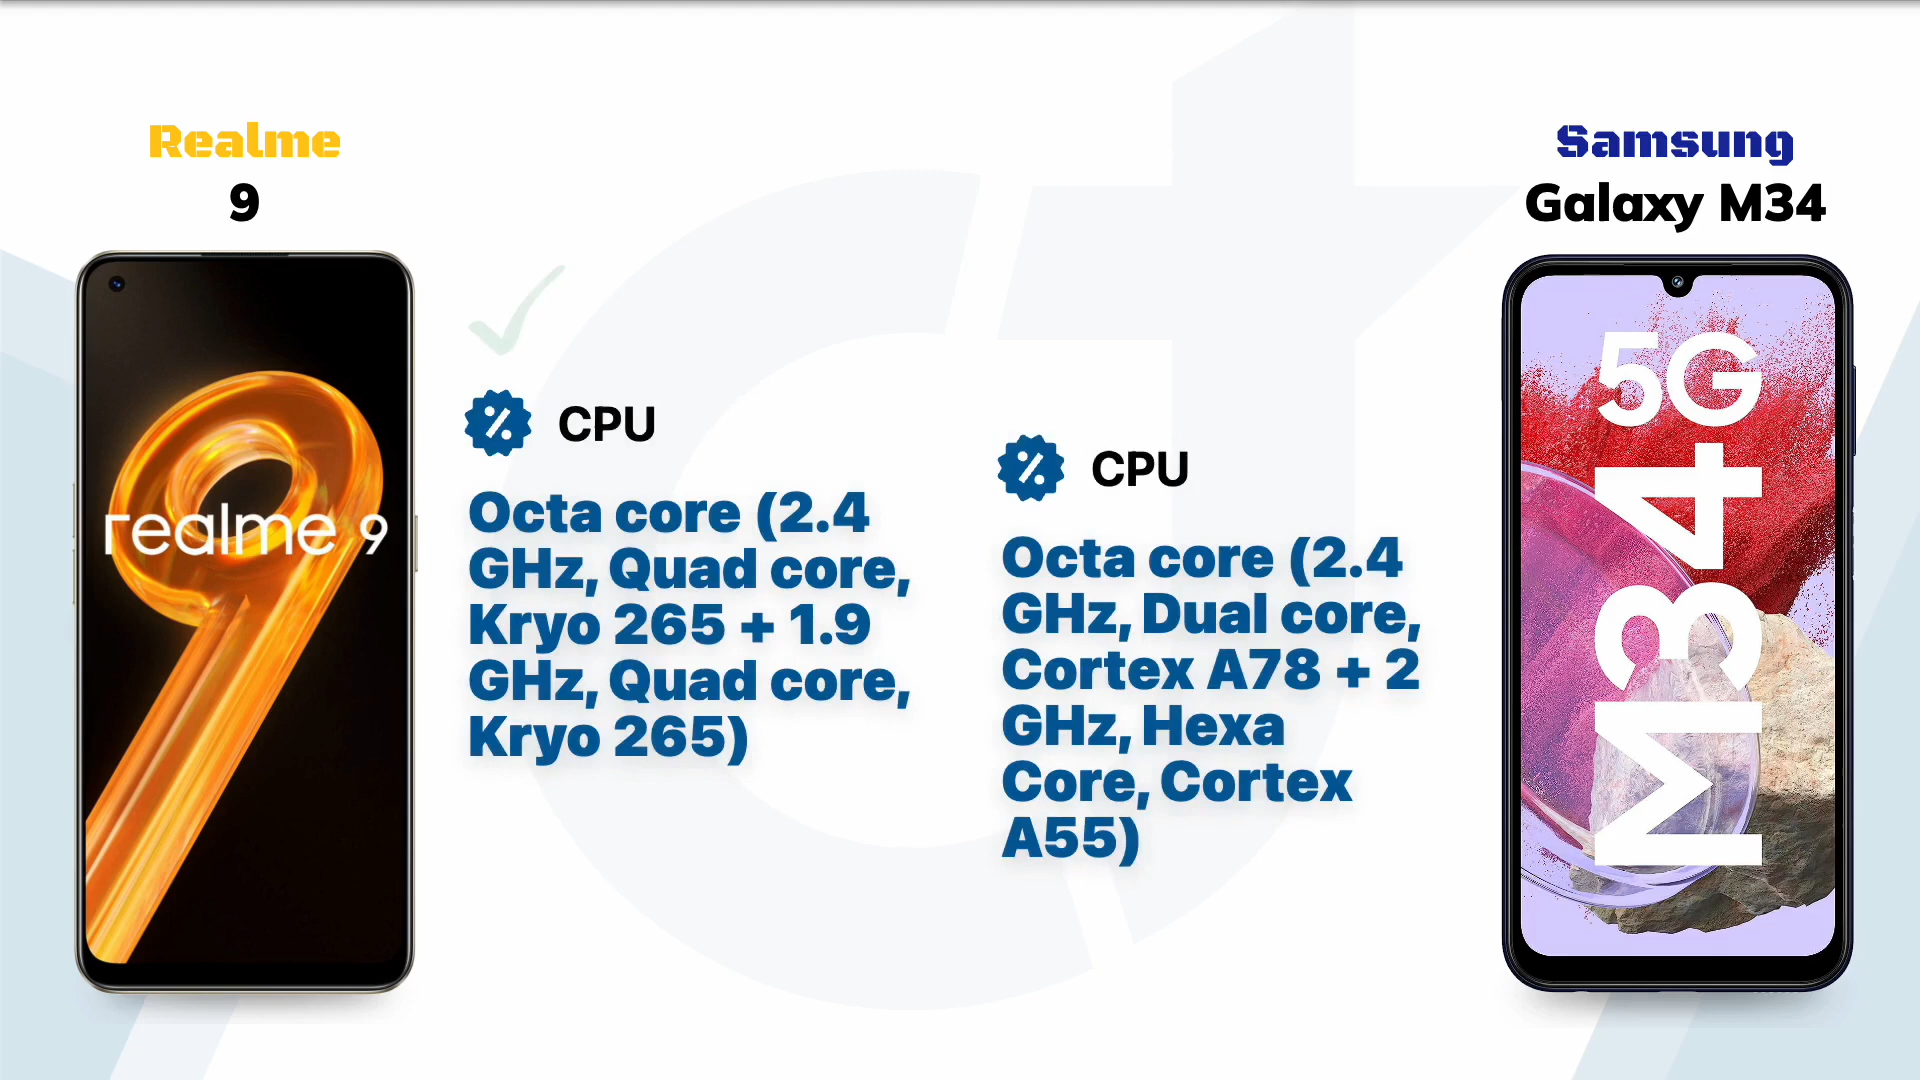 Realme
9
realme 9
CPU
Octa core (2.4
GHz, Quad core,
Kryo 265 + 1.9
GHz, Quad core,
Kryo 265)
CPU
Octa core (2.4
GHz, Dual core,
Cortex A78 + 2
GHz, Hexa
Core, Cortex
A55)
Samsung
Galaxy M34
M34 5G